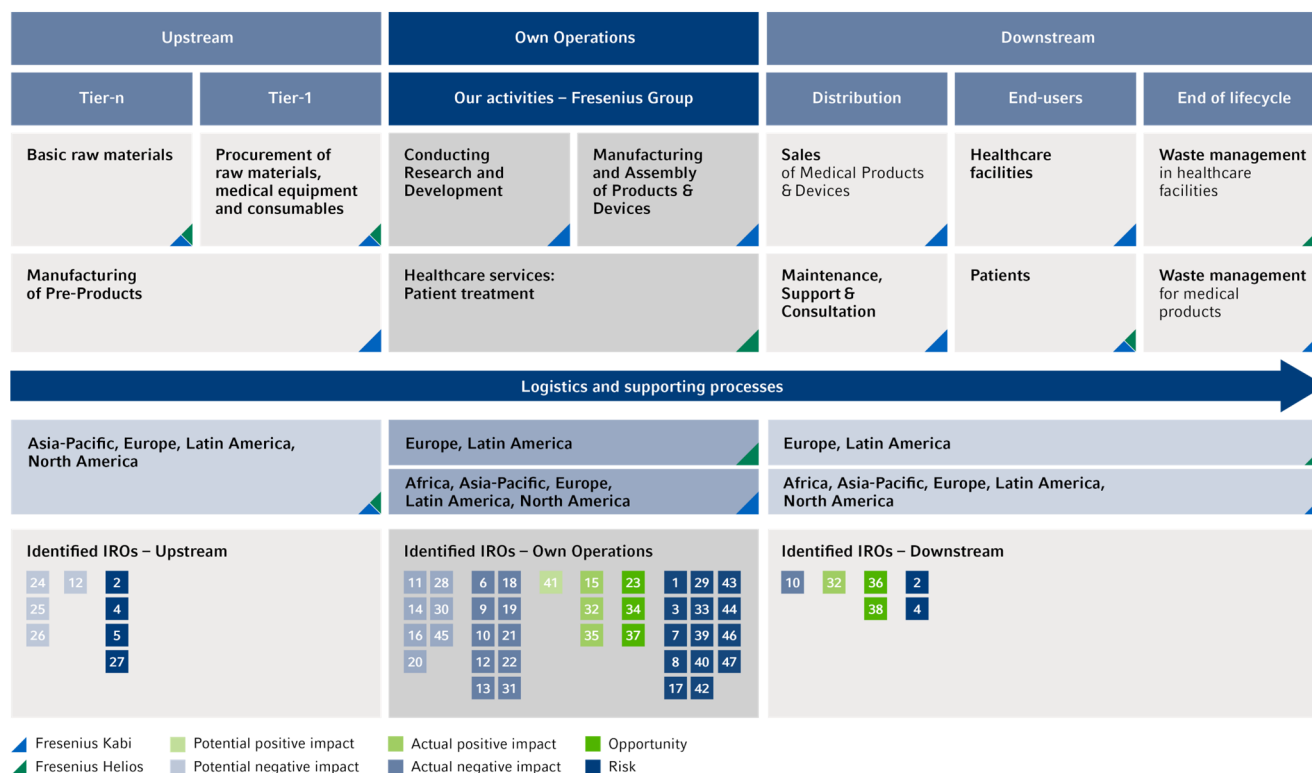 Upstream
Own Operations
Downstream
Tier-n
Tier-1
Our activities – Fresenius Group
Distribution
End-users
End of lifecycle
Basic raw materials
Procurement of
raw materials,
medical equipment
and consumables
Conducting
Research and
Development
Manufacturing
and Assembly
of Products &
Devices
Sales
of Medical Products
& Devices
Healthcare
facilities
Waste management
in healthcare
facilities
Manufacturing
of Pre-Products
Healthcare services:
Patient treatment
Maintenance,
Support &
Consultation
Patients
Waste management
for medical
products
Logistics and supporting processes
Asia-Pacific, Europe, Latin America,
North America
Europe, Latin America
Africa, Asia-Pacific, Europe,
Latin America, North America
Europe, Latin America
Africa, Asia-Pacific, Europe, Latin America,
North America
Identified IROs – Upstream
24 12 2
25 4
26 5
27
Identified IROs – Own Operations
11 28 6 18 41 15 23 1 29 43
14 30 9 19 32 34 3 33 44
16 45 10 21 35 37 7 39 46
20 12 22 8 40 47
13 31 17 42
Identified IROs – Downstream
10 32 36 2
38 4
Fresenius Kabi
Potential positive impact
Actual positive impact
Opportunity
Fresenius Helios
Potential negative impact
Actual negative impact
Risk